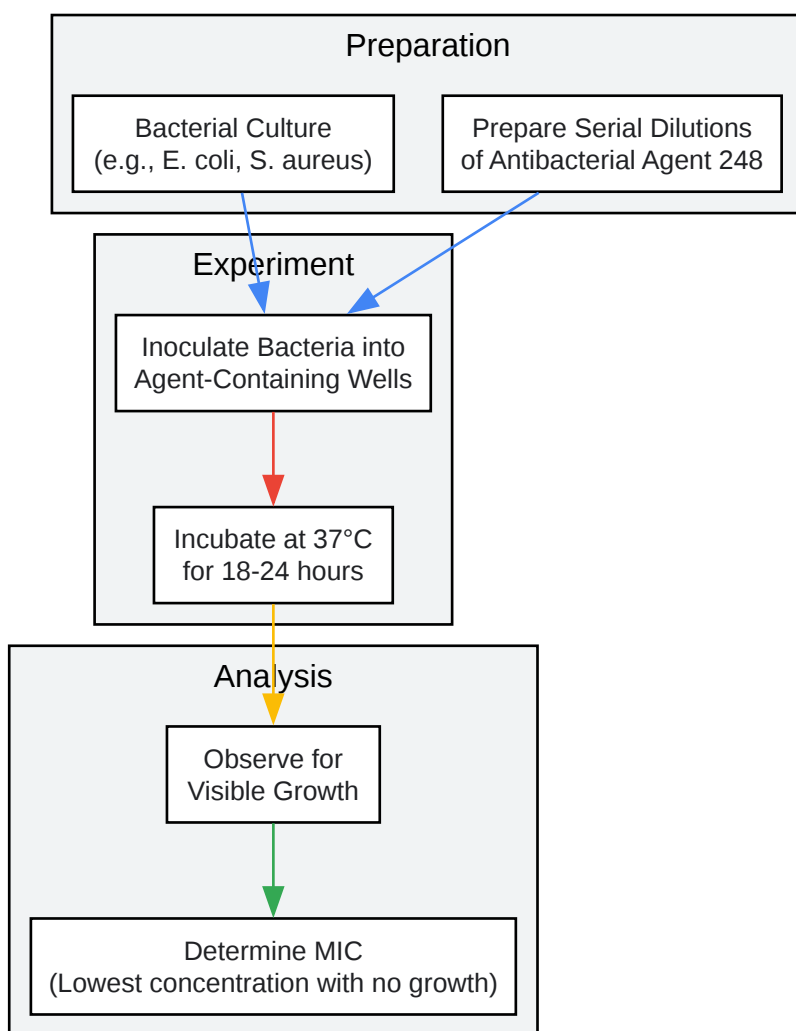 Preparation
Bacterial Culture
(e.g., E. coli, S. aureus)
Prepare Serial Dilutions
of Antibacterial Agent 248
Experiment
Inoculate Bacteria into
Agent-Containing Wells
Incubate at 37°C
for 18-24 hours
Analysis
Observe for
Visible Growth
Determine MIC
(Lowest concentration with no growth)